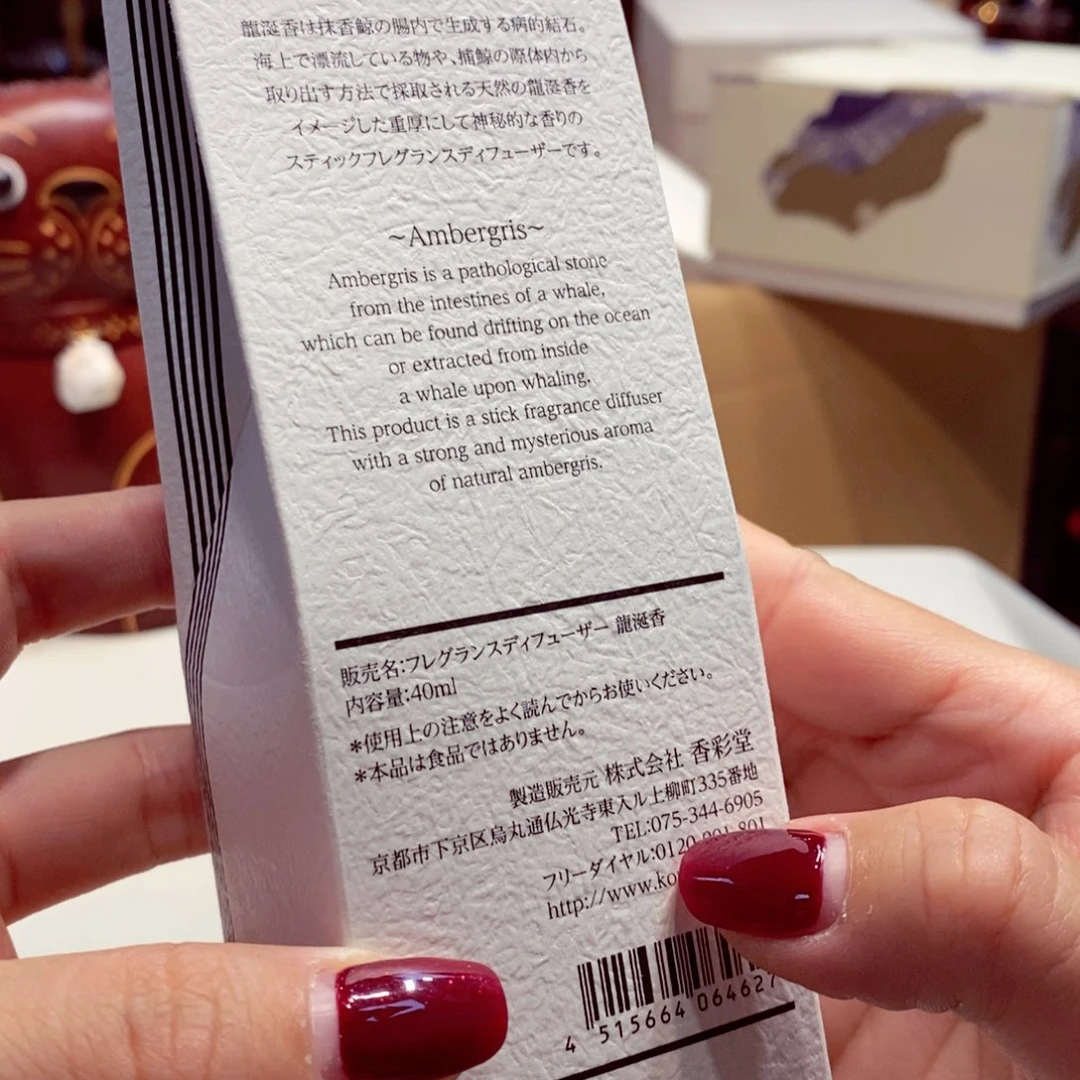 龍涎香は抹香鯨の腸内で生成する病的結石。
海上で漂流している物や、捕鯨の際体内から
取り出す方法で採取される天然の龍涎香を
イメージした重厚にして神秘的な香りの
スティックフレグランスディフューザーです。
~Ambergris~
Ambergris is a pathological stone
from the intestines of a whale,
which can be found drifting on the ocean
or extracted from inside
a whale upon whaling.
This product is a stick fragrance diffuser
with a strong and mysterious aroma
of natural ambergris.
販売名:フレグランスディフューザー 龍涎香
内容量:40ml
*使用上の注意をよく読んでからお使いください。
*本品は食品ではありません。
製造販売元 株式会社 香彩堂
京都市下京区烏丸通仏光寺東入ル上柳町335番地
TEL:075-344-6905
フリーダイヤル:0120
http://www.ko
4 515664 064627